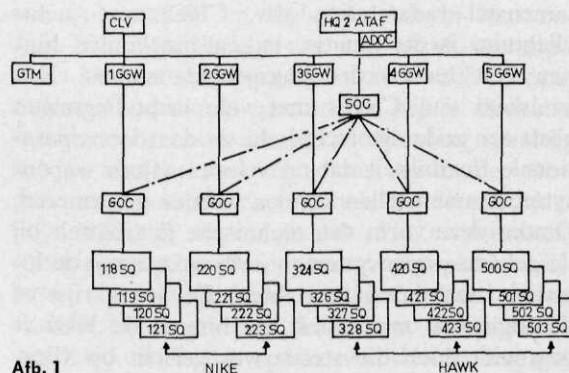 CLV HQ 2 ATAF
ADOC
GTM 1GGW 2GGW 3GGW 4GGW 5GGW
SOC
GOC GOC GOC GOC GOC
118 SQ 220 SQ 324 SQ 420 SQ 500 SQ
119 SQ 221 SQ 326 SQ 421 SQ 501 SQ
120 SQ 222 SQ 327 SQ 422 SQ 502 SQ
121 SQ 223 SQ 328 SQ 423 SQ 503 SQ
Afb. 1 NIKE HAWK